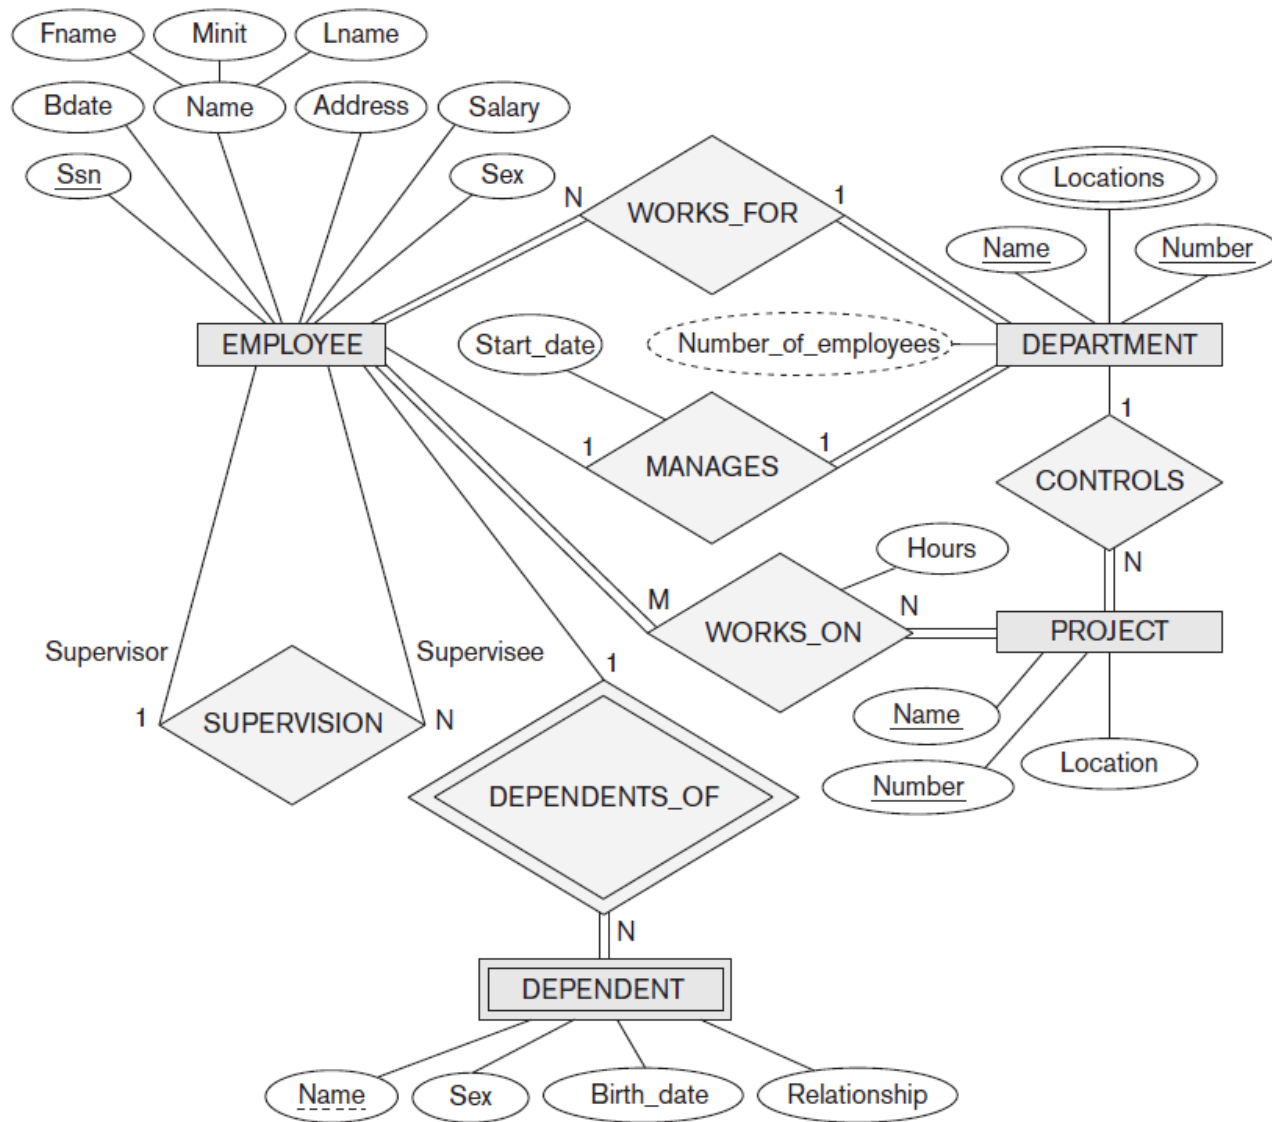 Fname
Minit
Lname
Bdate
Name
Address
Salary
Ssn
Sex
N
WORKS_FOR
1
Locations
Name
Number
EMPLOYEE
Start_date
Number_of_employees
DEPARTMENT
1
MANAGES
1
1
CONTROLS
N
Hours
M
WORKS_ON
N
PROJECT
Supervisor
Supervisee
1
SUPERVISION
N
1
Name
Number
Location
DEPENDENTS_OF
N
DEPENDENT
Name
Sex
Birth_date
Relationship